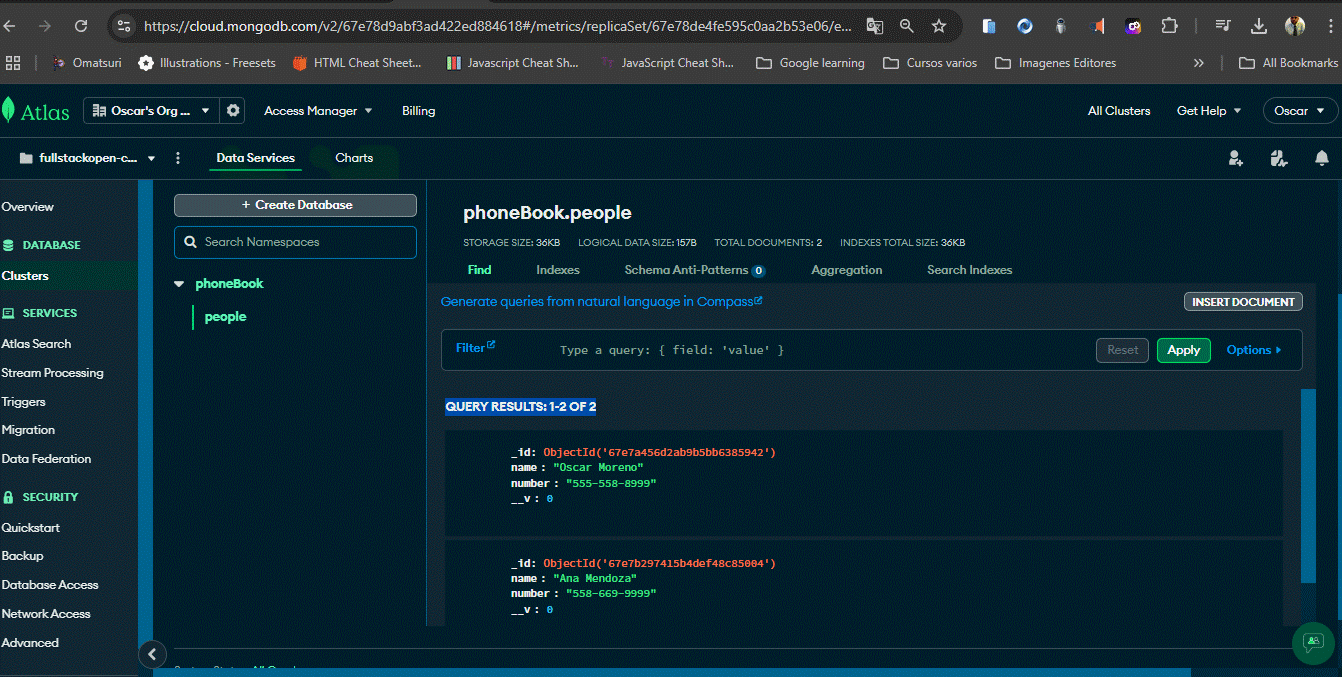 https://cloud.mongodb.com/v2/67e78d9abf3ad422ed884618#/metrics/replicaSet/67e78de4fe595c0aa2b53e06/e...
Omatsuri Illustrations - Freesets HTML Cheat Sheet... Javascript Cheat Sh... JavaScript Cheat Sh... Google learning Cursos varios Imagenes Editores » All Bookmarks
Atlas Oscar's Org ... Access Manager Billing All Clusters Get Help Oscar
fullstackopen-c... Data Services Charts
Overview
DATABASE
Clusters
SERVICES
Atlas Search
Stream Processing
Triggers
Migration
Data Federation
SECURITY
Quickstart
Backup
Database Access
Network Access
Advanced
+ Create Database
Search Namespaces
phoneBook
people
phoneBook.people
STORAGE SIZE: 36KB LOGICAL DATA SIZE: 157B TOTAL DOCUMENTS: 2 INDEXES TOTAL SIZE: 36KB
Find Indexes Schema Anti-Patterns 0 Aggregation Search Indexes
Generate queries from natural language in Compass
INSERT DOCUMENT
Filter Type a query: { field: 'value' } Reset Apply Options
QUERY RESULTS: 1-2 OF 2
_id: ObjectId('67e7a456d2ab9b5bb6385942')
name : "Oscar Moreno"
number : "555-558-8999"
__v : 0
_id: ObjectId('67e7b297415b4def48c85004')
name : "Ana Mendoza"
number : "558-669-9999"
__v : 0